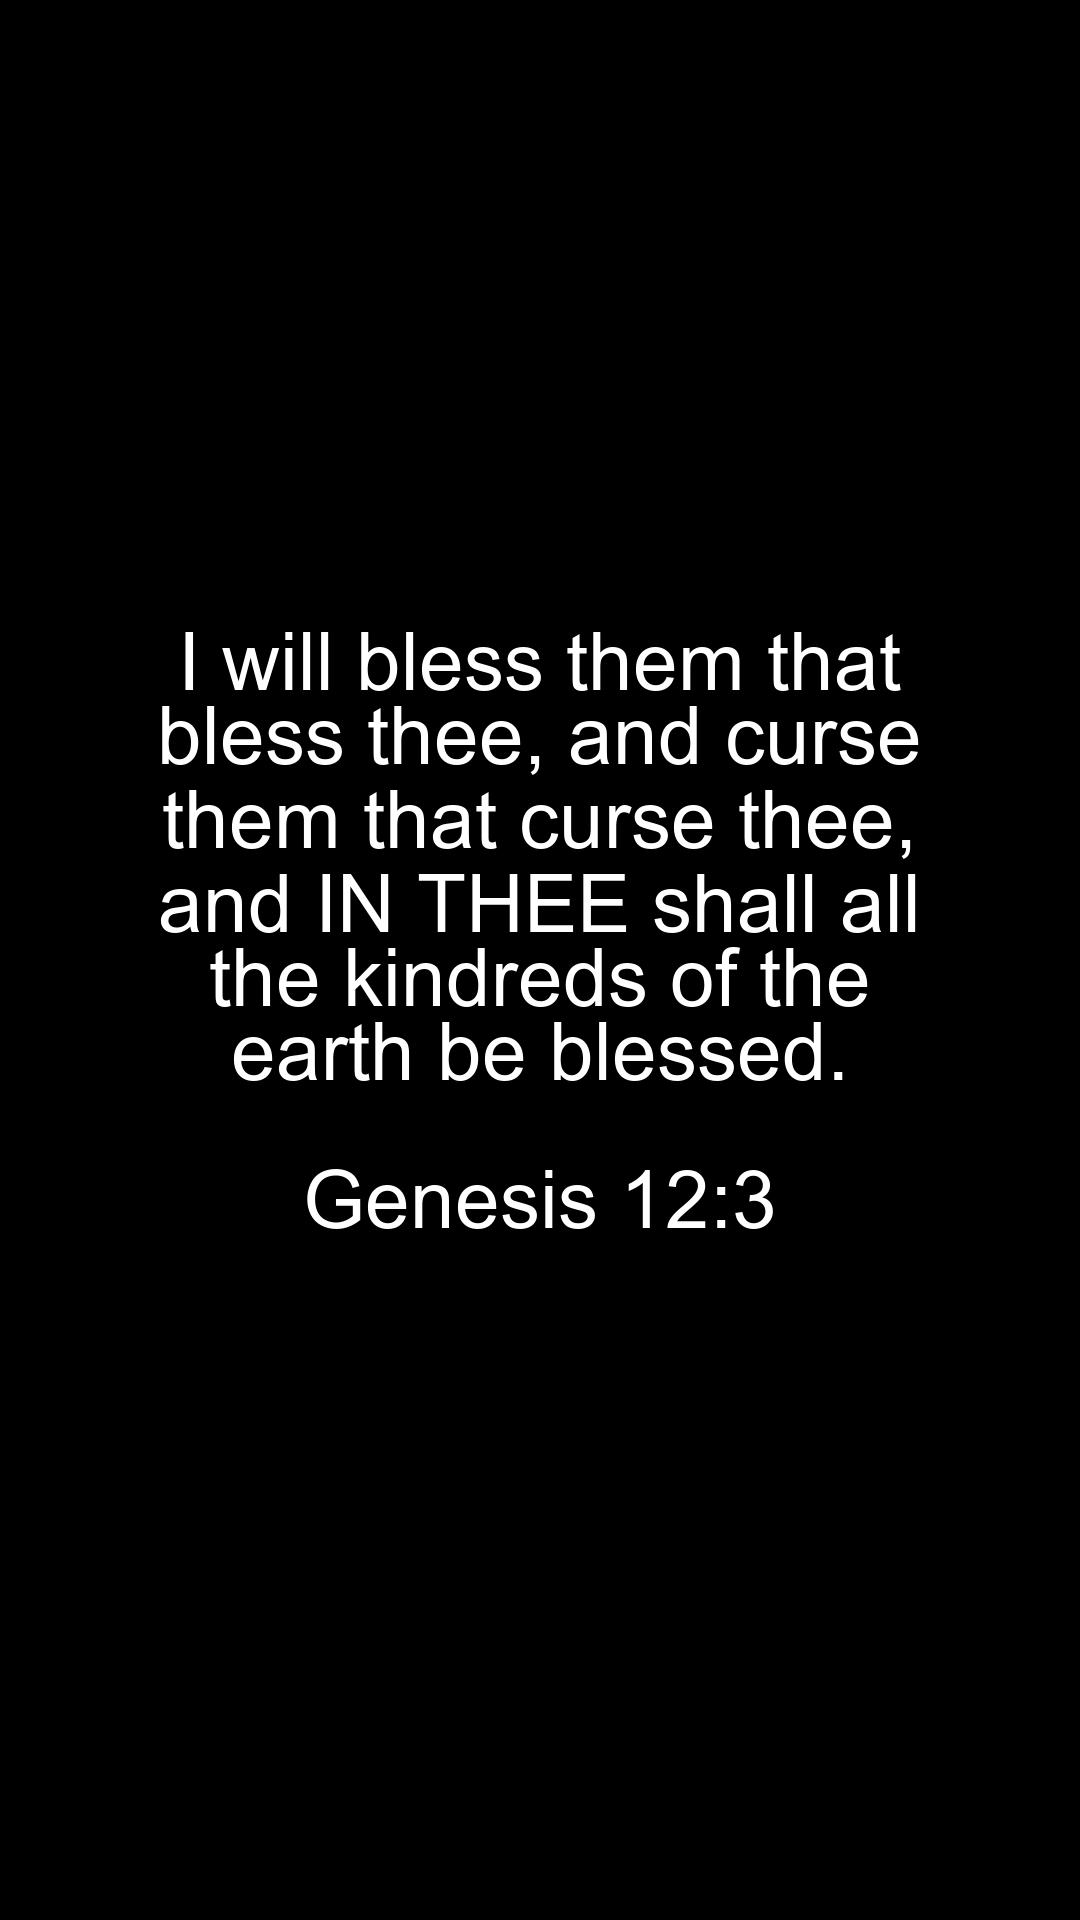 I will bless them that
bless thee, and curse
them that curse thee,
and IN THEE shall all
the kindreds of the
earth be blessed.
Genesis 12:3